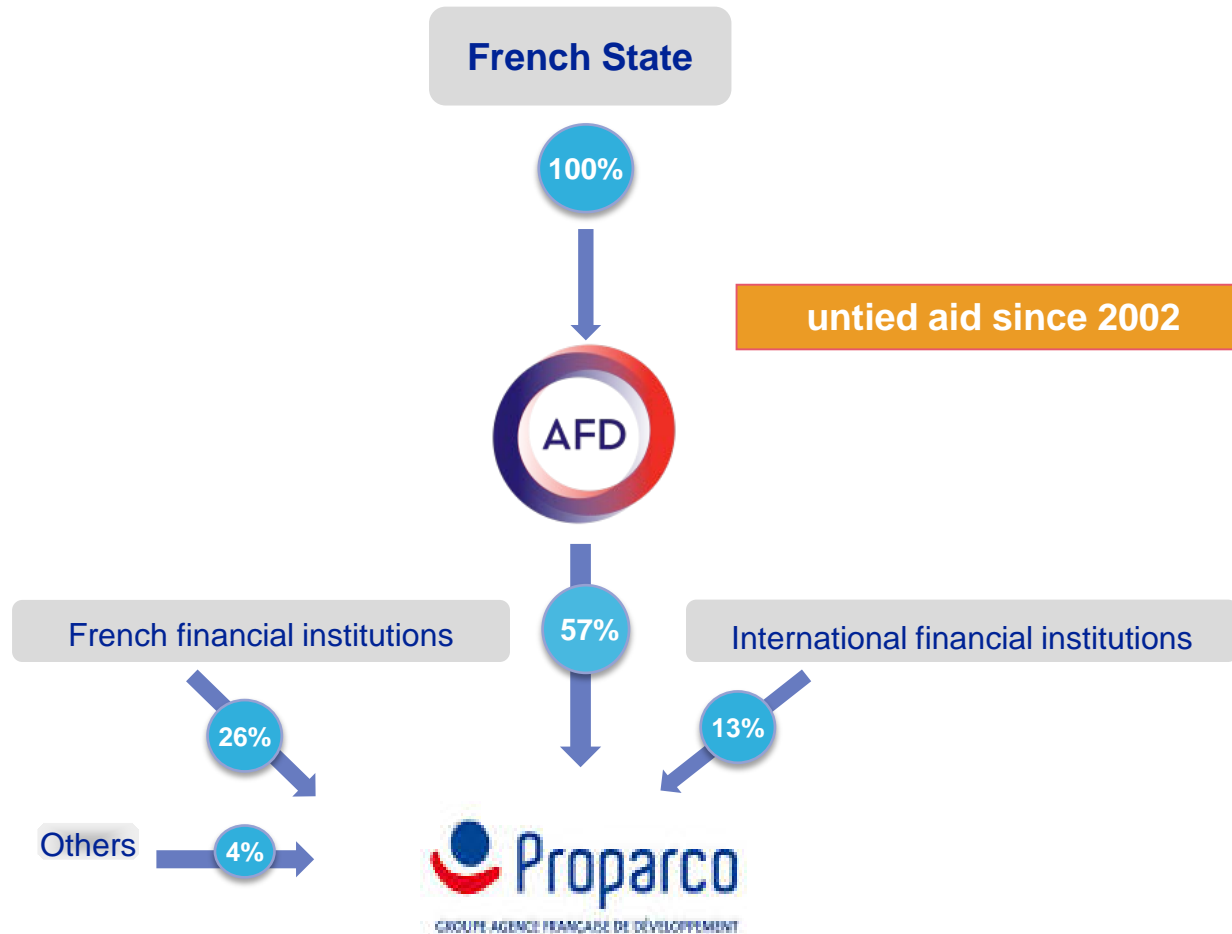 French State
100%
untied aid since 2002
AFD
French financial institutions
57%
International financial institutions
26%
13%
Others
4%
Proparco
GROUPE AGENCE FRANÇAISE DE DÉVELOPPEMENT